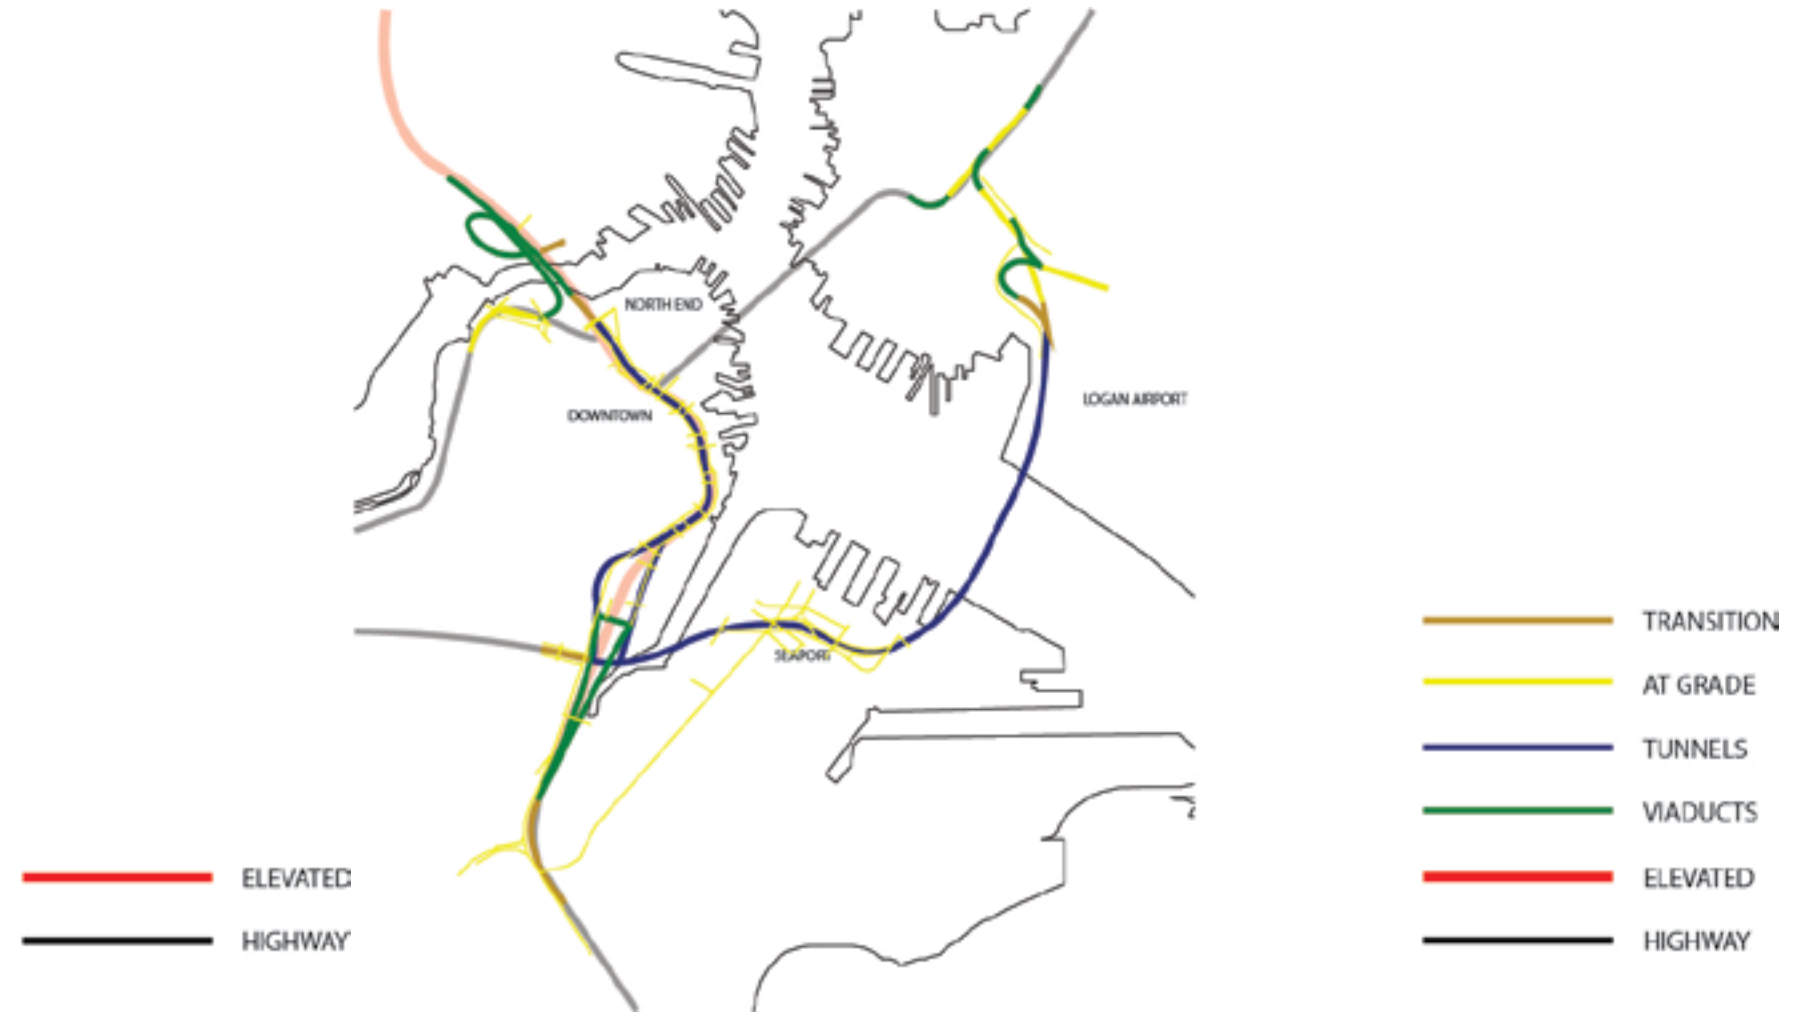 NORTH END
LOGAN AIRPORT
DOWNTOWN
SEAPORT
TRANSITION
AT GRADE
TUNNELS
VIADUCTS
ELEVATED
HIGHWAY
ELEVATED
HIGHWAY